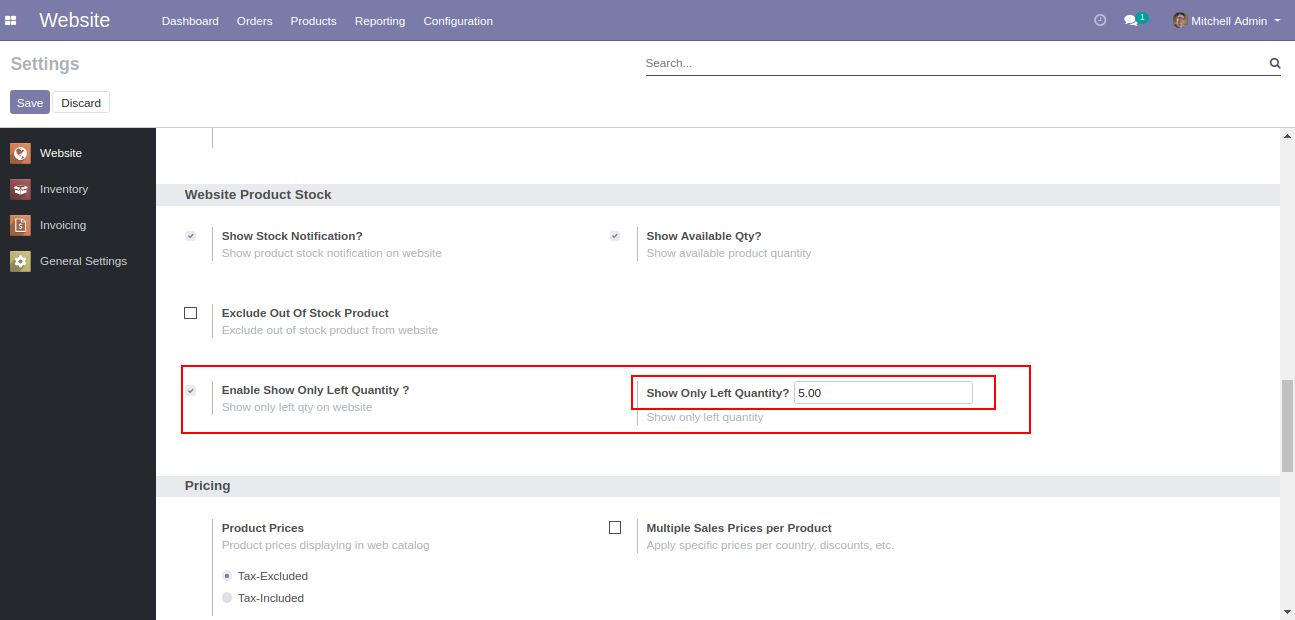 Website Dashboard Orders Products Reporting Configuration 1 Mitchell Admin
Settings Search...
Save Discard
Website
Inventory
Invoicing
General Settings
Website Product Stock
Show Stock Notification? Show Available Qty?
Show product stock notification on website Show available product quantity
Exclude Out Of Stock Product
Exclude out of stock product from website
Enable Show Only Left Quantity ? Show Only Left Quantity? 5.00
Show only left qty on website Show only left quantity
Pricing
Product Prices Multiple Sales Prices per Product
Product prices displaying in web catalog Apply specific prices per country, discounts, etc.
Tax-Excluded
Tax-Included